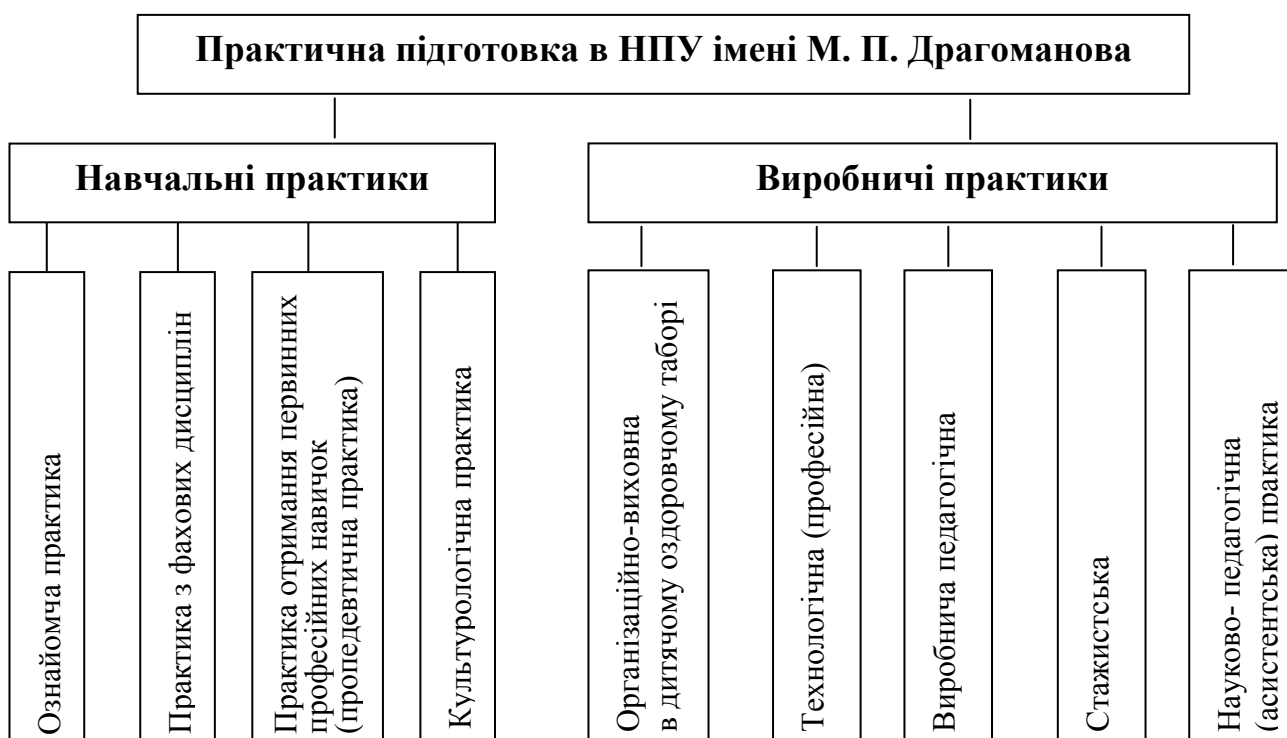 Практична підготовка в НПУ імені М. П. Драгоманова
Навчальні практики
Виробничі практики
Ознайомча практика
Практика з фахових дисциплін
Практика отримання первинних
професійних навичок
(пропедевтична практика)
Культурологічна практика
Організаційно-виховна
в дитячому оздоровчому таборі
Технологічна (професійна)
Виробнича педагогічна
Стажистська
Науково- педагогічна
(асистентська) практика